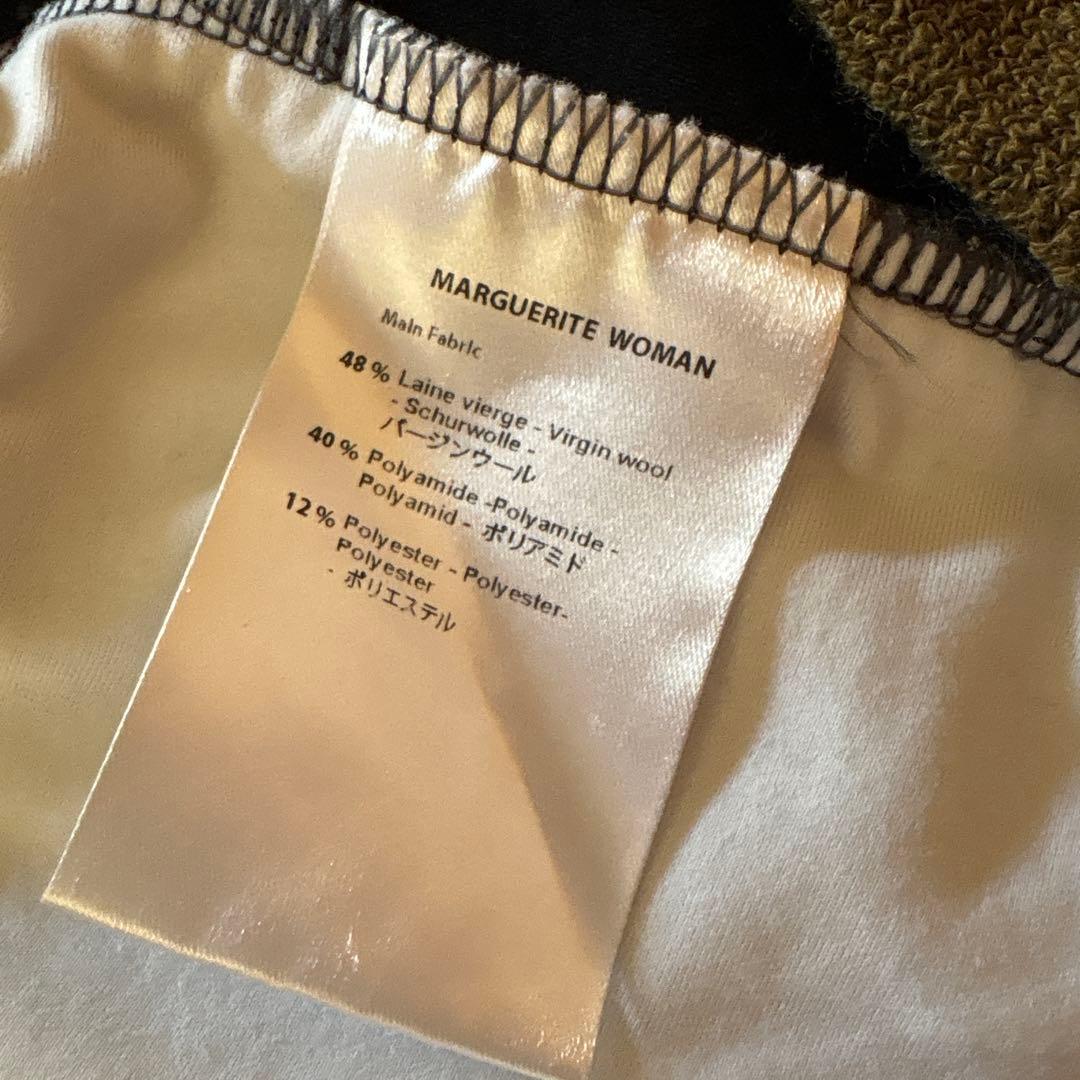 MARGUERITE WOMAN
Main Fabric
48 % Laine vierge - Virgin wool
- Schurwolle -
バージンウール
40 % Polyamide -Polyamide -
Polyamid - ポリアミド
12 % Polyester - Polyester-
Polyester
- ポリエステル